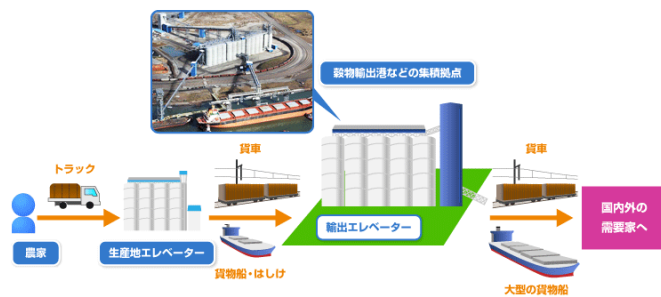 穀物輸出港などの集積拠点
トラック
貨車
貨車
農家
生産地エレベーター
輸出エレベーター
国内外の
需要家へ
貨物船・はしけ
大型の貨物船